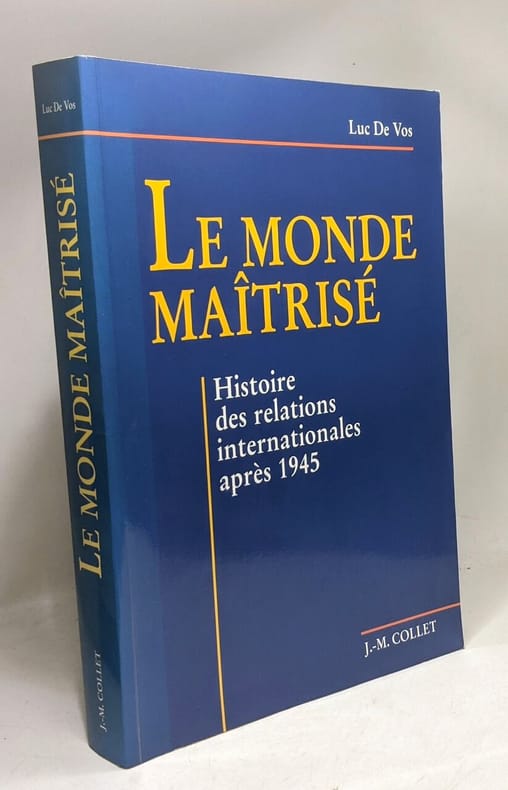 Luc De Vos
LE MONDE MAÎTRISÉ
J.-M. COLLET
Luc De Vos
LE MONDE
MAÎTRISÉ
Histoire
des relations
internationales
après 1945
J.-M. COLLET